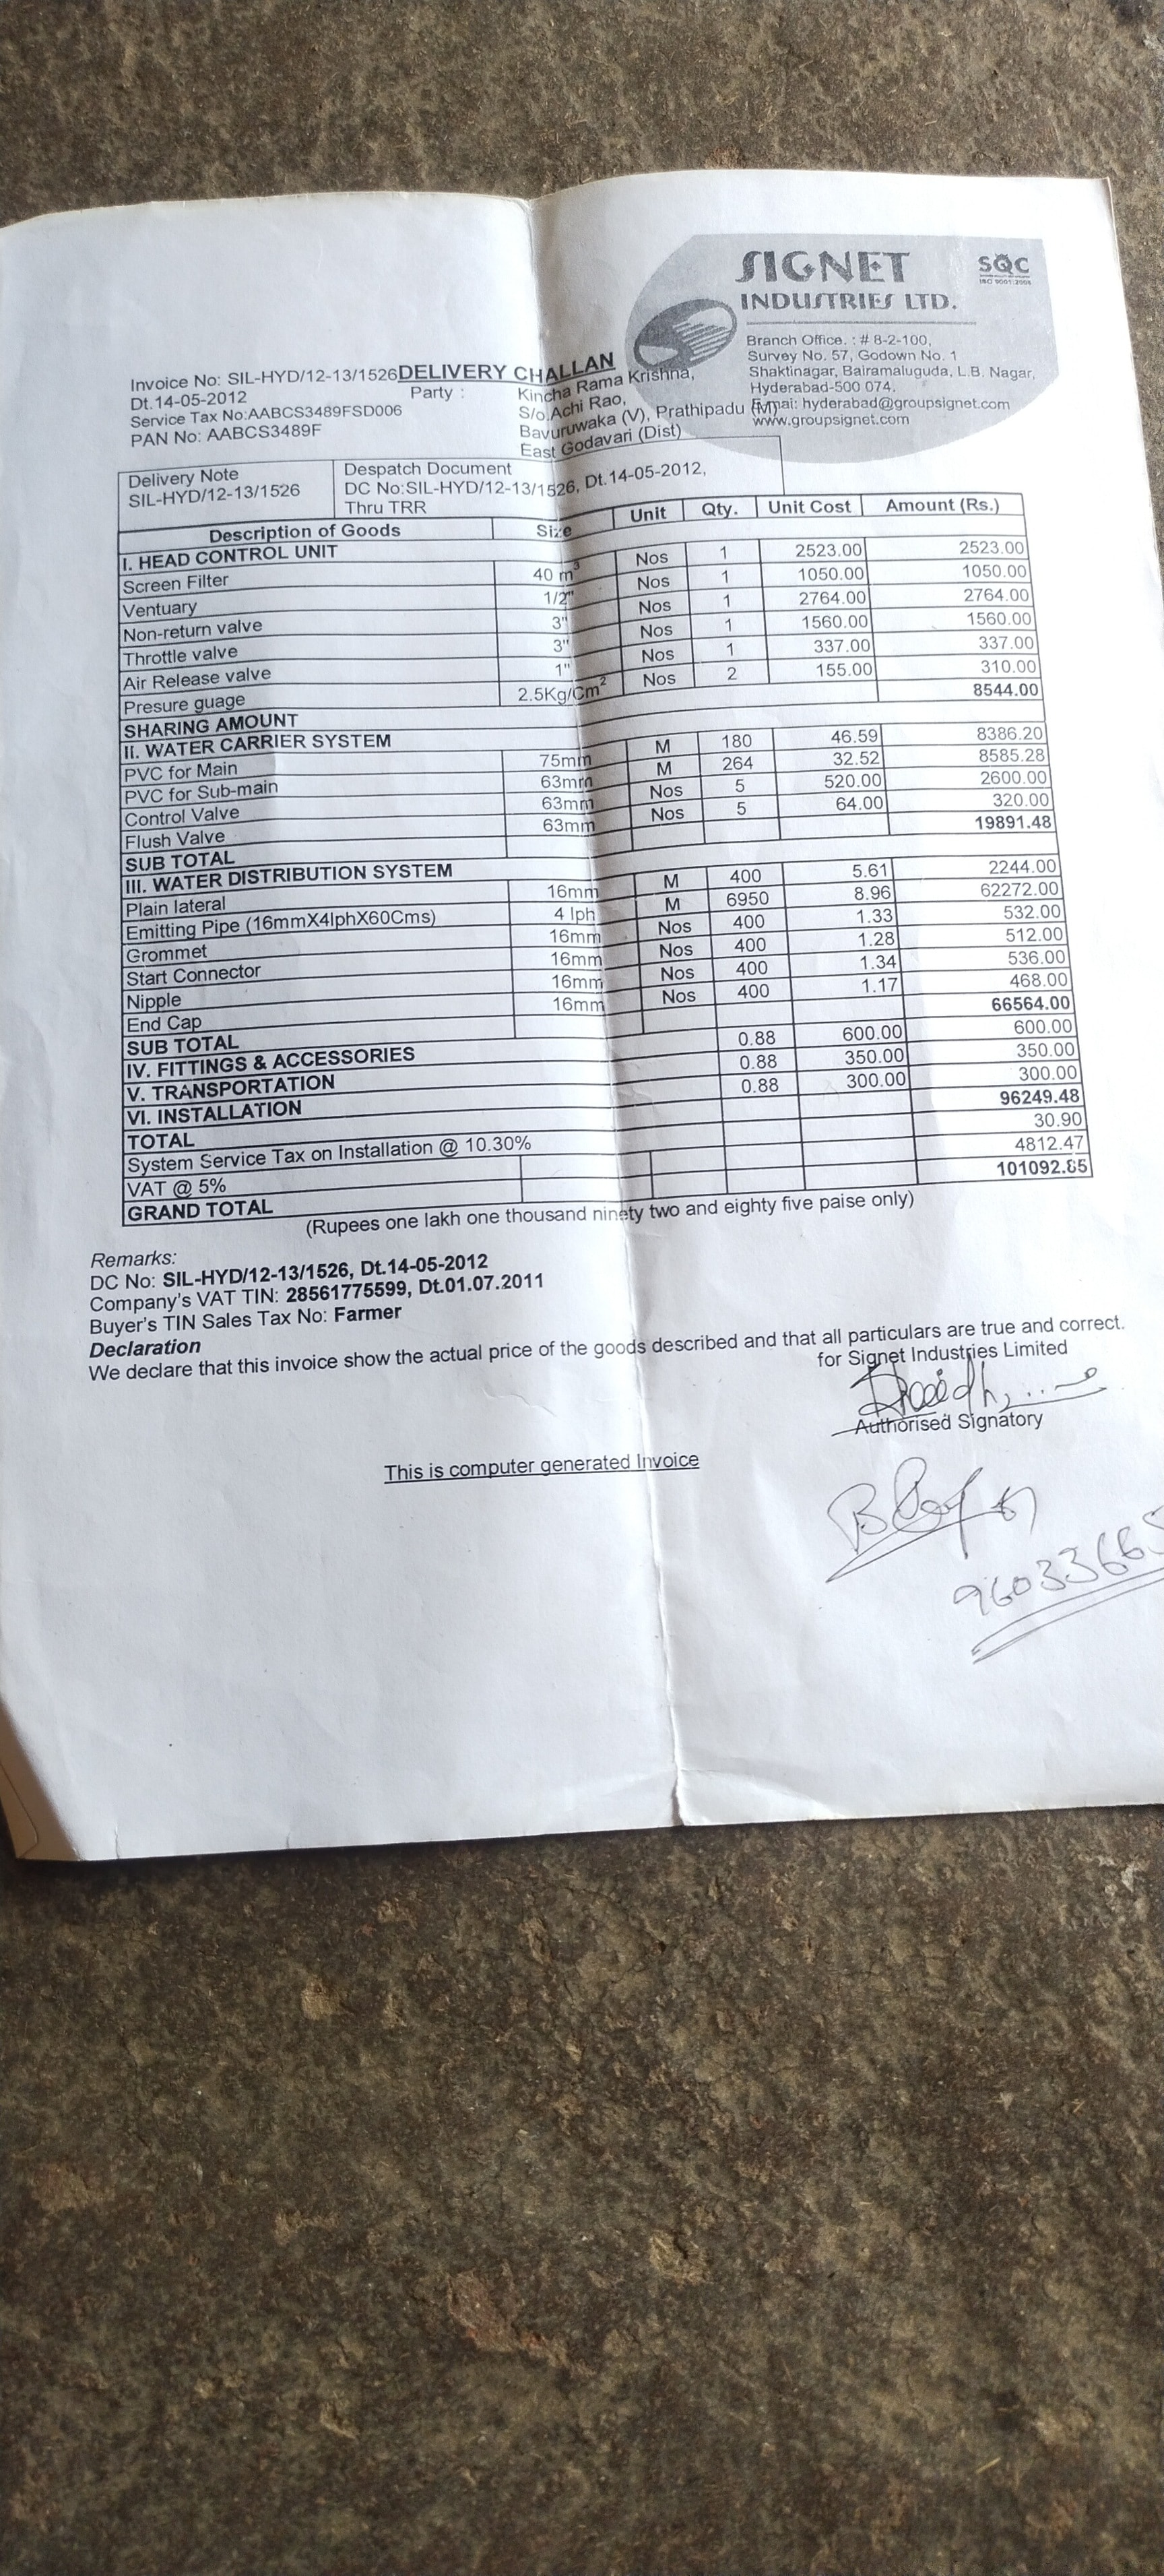 SIGNET
INDUSTRIES LTD.
SQC
ISO 9001:2008
Branch Office. : # 8-2-100,
Survey No. 57, Godown No. 1
Shaktinagar, Bairamaluguda, L.B. Nagar,
Hyderabad-500 074.
E-mai: hyderabad@groupsignet.com
www.groupsignet.com
DELIVERY CHALLAN
Invoice No: SIL-HYD/12-13/1526
Dt.14-05-2012
Service Tax No:AABCS3489FSD006
PAN No: AABCS3489F
Party : Kincha Rama Krishna,
S/o.Achi Rao,
Bavuruwaka (V), Prathipadu (M)
East Godavari (Dist)
Delivery Note
SIL-HYD/12-13/1526
Despatch Document
DC No:SIL-HYD/12-13/1526, Dt.14-05-2012,
Thru TRR
Description of Goods Size Unit Qty. Unit Cost Amount (Rs.)
I. HEAD CONTROL UNIT
Screen Filter 40 m³ Nos 1 2523.00 2523.00
Ventuary 1/2" Nos 1 1050.00 1050.00
Non-return valve 3" Nos 1 2764.00 2764.00
Throttle valve 3" Nos 1 1560.00 1560.00
Air Release valve 1" Nos 1 337.00 337.00
Presure guage 2.5Kg/Cm² Nos 2 155.00 310.00
SHARING AMOUNT 8544.00
II. WATER CARRIER SYSTEM
PVC for Main 75mm M 180 46.59 8386.20
PVC for Sub-main 63mm M 264 32.52 8585.28
Control Valve 63mm Nos 5 520.00 2600.00
Flush Valve 63mm Nos 5 64.00 320.00
SUB TOTAL 19891.48
III. WATER DISTRIBUTION SYSTEM
Plain lateral 16mm M 400 5.61 2244.00
Emitting Pipe (16mmX4lphX60Cms) 4 lph M 6950 8.96 62272.00
Grommet 16mm Nos 400 1.33 532.00
Start Connector 16mm Nos 400 1.28 512.00
Nipple 16mm Nos 400 1.34 536.00
End Cap 16mm Nos 400 1.17 468.00
SUB TOTAL 66564.00
IV. FITTINGS & ACCESSORIES 0.88 600.00 600.00
V. TRANSPORTATION 0.88 350.00 350.00
VI. INSTALLATION 0.88 300.00 300.00
TOTAL 96249.48
System Service Tax on Installation @ 10.30% 30.90
VAT @ 5% 4812.47
GRAND TOTAL 101092.85
(Rupees one lakh one thousand ninety two and eighty five paise only)
Remarks:
DC No: SIL-HYD/12-13/1526, Dt.14-05-2012
Company's VAT TIN: 28561775599, Dt.01.07.2011
Buyer's TIN Sales Tax No: Farmer
Declaration
We declare that this invoice show the actual price of the goods described and that all particulars are true and correct.
for Signet Industries Limited
Authorised Signatory
This is computer generated Invoice
96033665